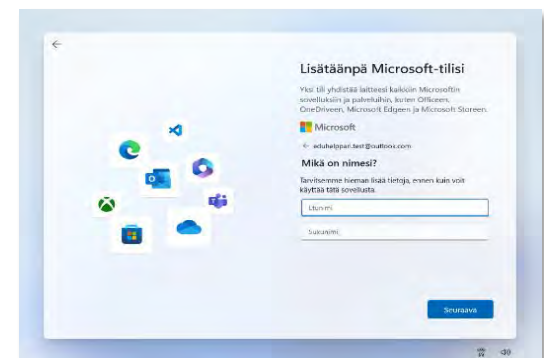 Lisätäänpä Microsoft-tilisi
Yksi tili yhdistää laitteesi kaikkiin Microsoftin
sovelluksiin ja palveluihin, kuten Officeen,
OneDriveen, Microsoft Edgeen ja Microsoft Storeen.
Microsoft
← eduhelppari.test@outlook.com
Mikä on nimesi?
Tarvitsemme hieman lisää tietoja, ennen kuin voit
käyttää tätä sovellusta.
Etunimi
Sukunimi
Seuraava